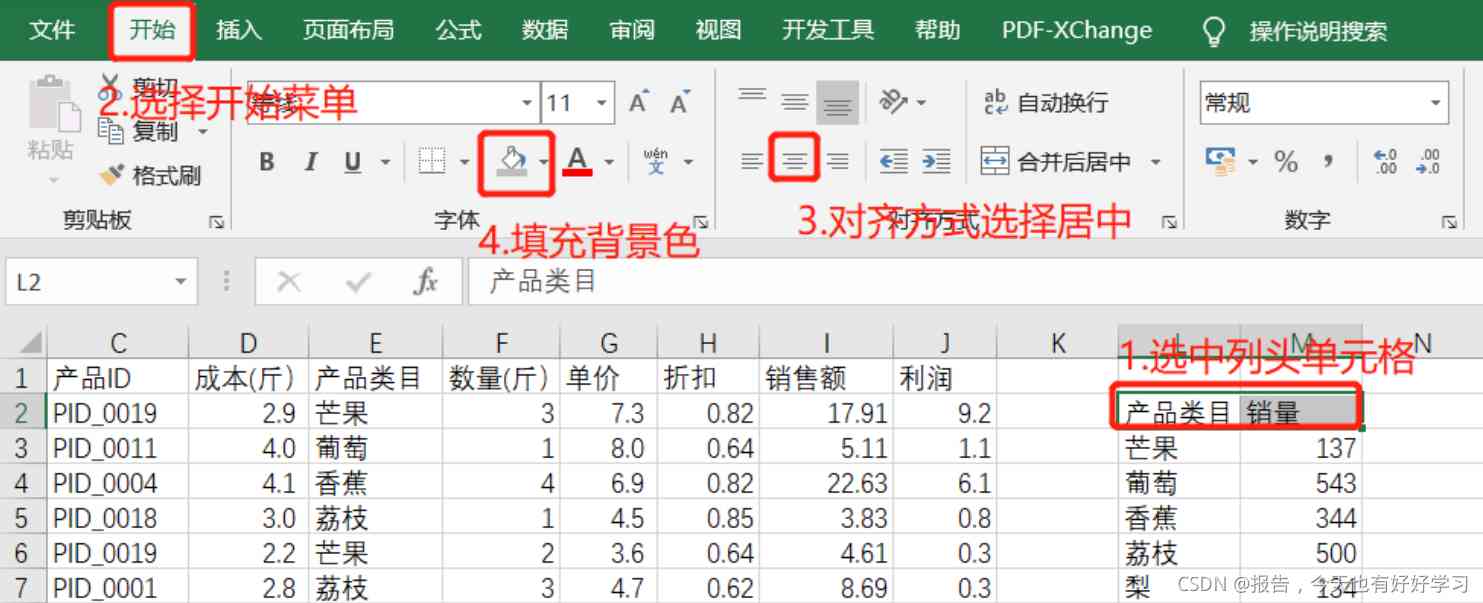 文件 开始 插入 页面布局 公式 数据 审阅 视图 开发工具 帮助 PDF-XChange 操作说明搜索
剪切
2.选择开始菜单
11 A A ab 自动换行 常规
复制
粘贴
B I U A wén 文 合并后居中 % , .00
格式刷
剪贴板 字体 对齐方式 数字
4.填充背景色 3.对齐方式选择居中
L2 fx 产品类目
C D E F G H I J K L M N
1.选中列头单元格
1 产品ID 成本(斤) 产品类目 数量(斤) 单价 折扣 销售额 利润
2 PID_0019 2.9 芒果 3 7.3 0.82 17.91 9.2 产品类目 销量
3 PID_0011 4.0 葡萄 1 8.0 0.64 5.11 1.1 芒果 137
4 PID_0004 4.1 香蕉 4 6.9 0.82 22.63 6.1 葡萄 543
5 PID_0018 3.0 荔枝 1 4.5 0.85 3.83 0.8 香蕉 344
6 PID_0019 2.2 芒果 2 3.6 0.64 4.61 0.3 荔枝 500
7 PID_0001 2.8 荔枝 3 4.7 0.62 8.69 0.3 梨 134
CSDN @报告，今天也有好好学习